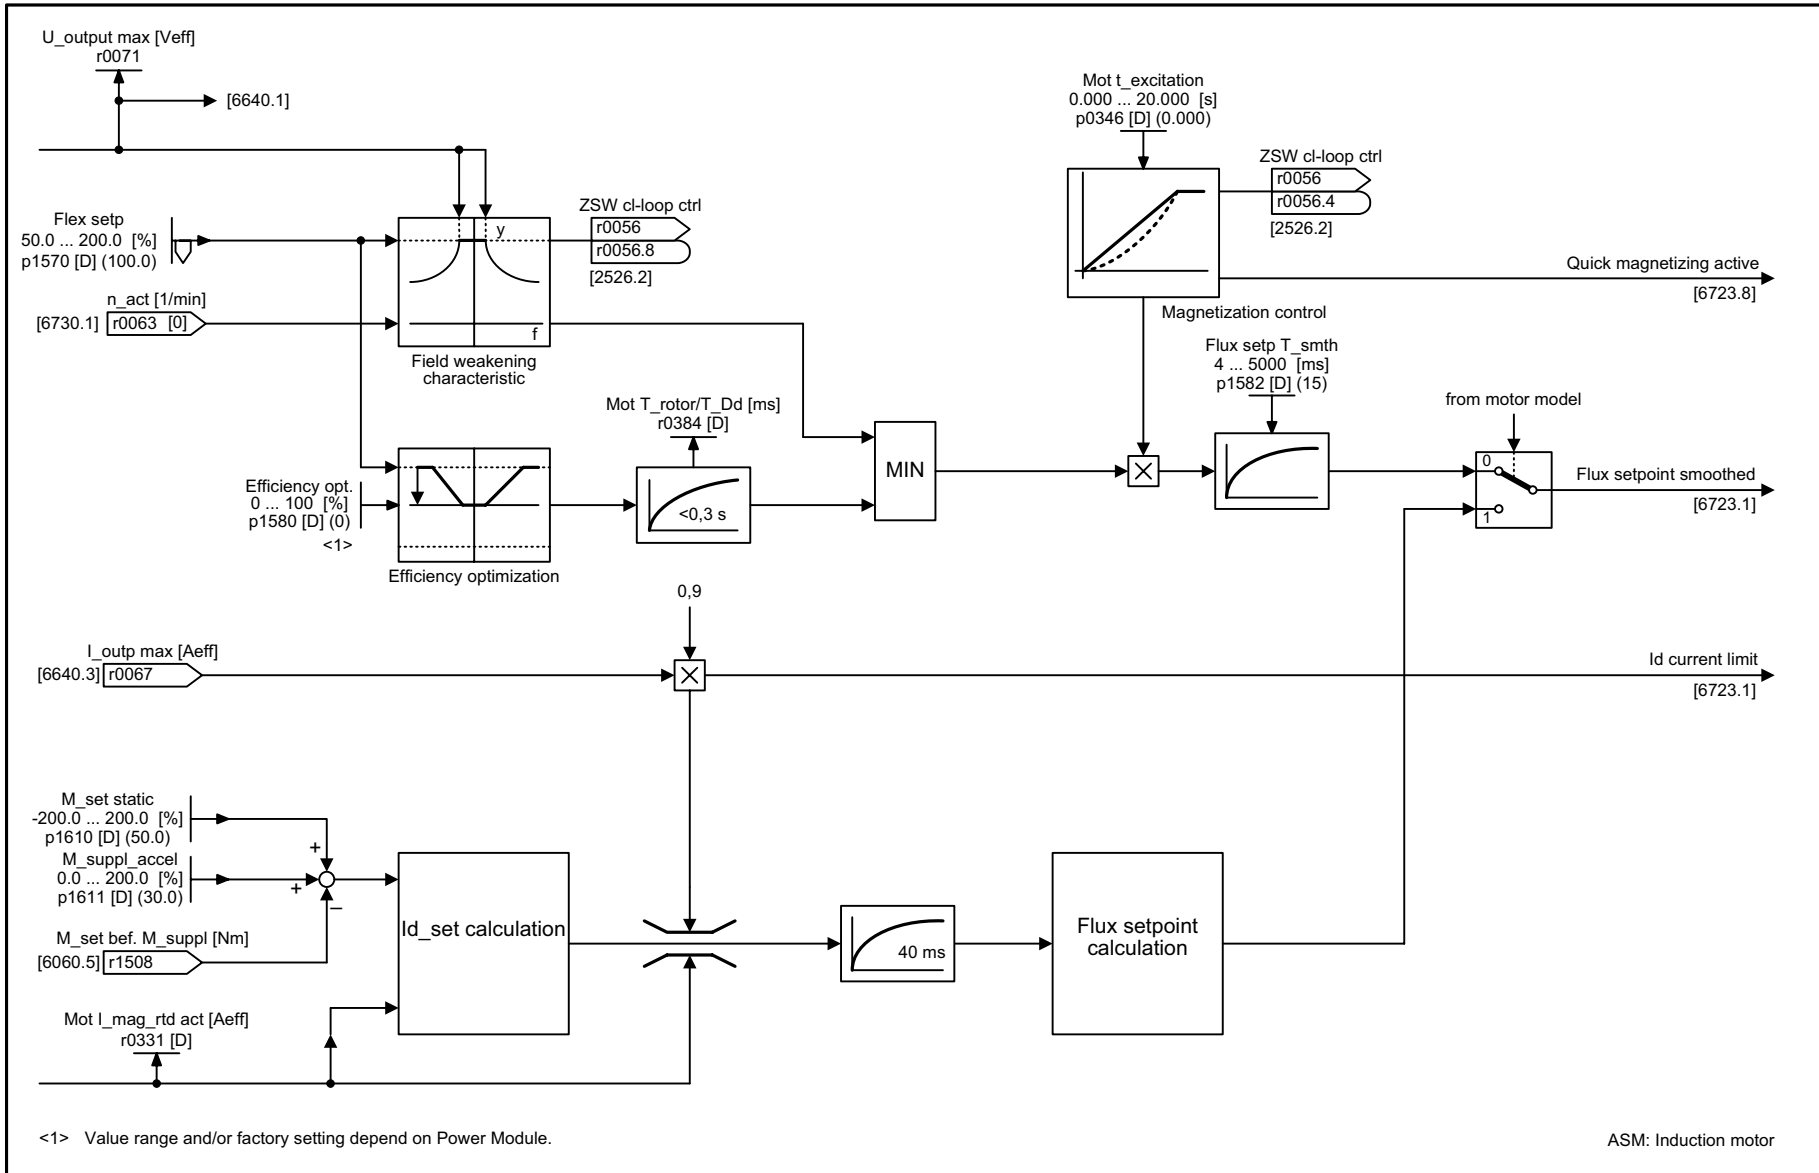 U_output max [Veff]
r0071
[6640.1]
Flex setp
50.0 ... 200.0 [%]
p1570 [D] (100.0)
n_act [1/min]
[6730.1]
r0063 [0]
y
f
Field weakening
characteristic
ZSW cl-loop ctrl
r0056
r0056.8
[2526.2]
Mot t_excitation
0.000 ... 20.000 [s]
p0346 [D] (0.000)
ZSW cl-loop ctrl
r0056
r0056.4
[2526.2]
Quick magnetizing active
[6723.8]
Magnetization control
Flux setp T_smth
4 ... 5000 [ms]
p1582 [D] (15)
from motor model
Mot T_rotor/T_Dd [ms]
r0384 [D]
<0,3 s
MIN
0
1
Flux setpoint smoothed
[6723.1]
Efficiency opt.
0 ... 100 [%]
p1580 [D] (0)
<1>
Efficiency optimization
0,9
I_outp max [Aeff]
[6640.3]
r0067
Id current limit
[6723.1]
M_set static
-200.0 ... 200.0 [%]
p1610 [D] (50.0)
+
M_suppl_accel
0.0 ... 200.0 [%]
p1611 [D] (30.0)
+
–
M_set bef. M_suppl [Nm]
[6060.5]
r1508
Id_set calculation
40 ms
Flux setpoint
calculation
Mot I_mag_rtd act [Aeff]
r0331 [D]
<1> Value range and/or factory setting depend on Power Module.
ASM: Induction motor